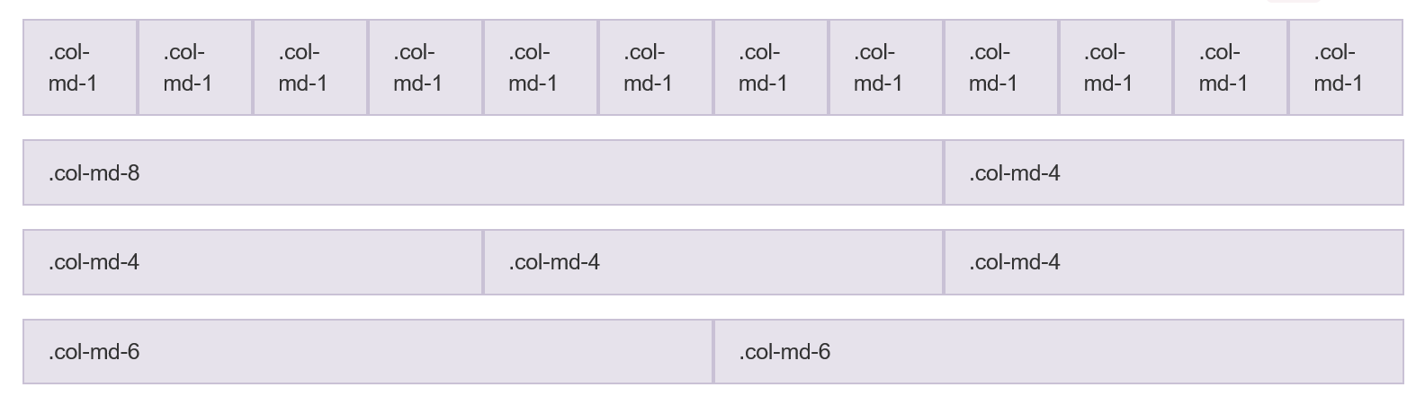 .col- .col- .col- .col- .col- .col- .col- .col- .col- .col- .col- .col-
md-1 md-1 md-1 md-1 md-1 md-1 md-1 md-1 md-1 md-1 md-1 md-1
.col-md-8 .col-md-4
.col-md-4 .col-md-4 .col-md-4
.col-md-6 .col-md-6